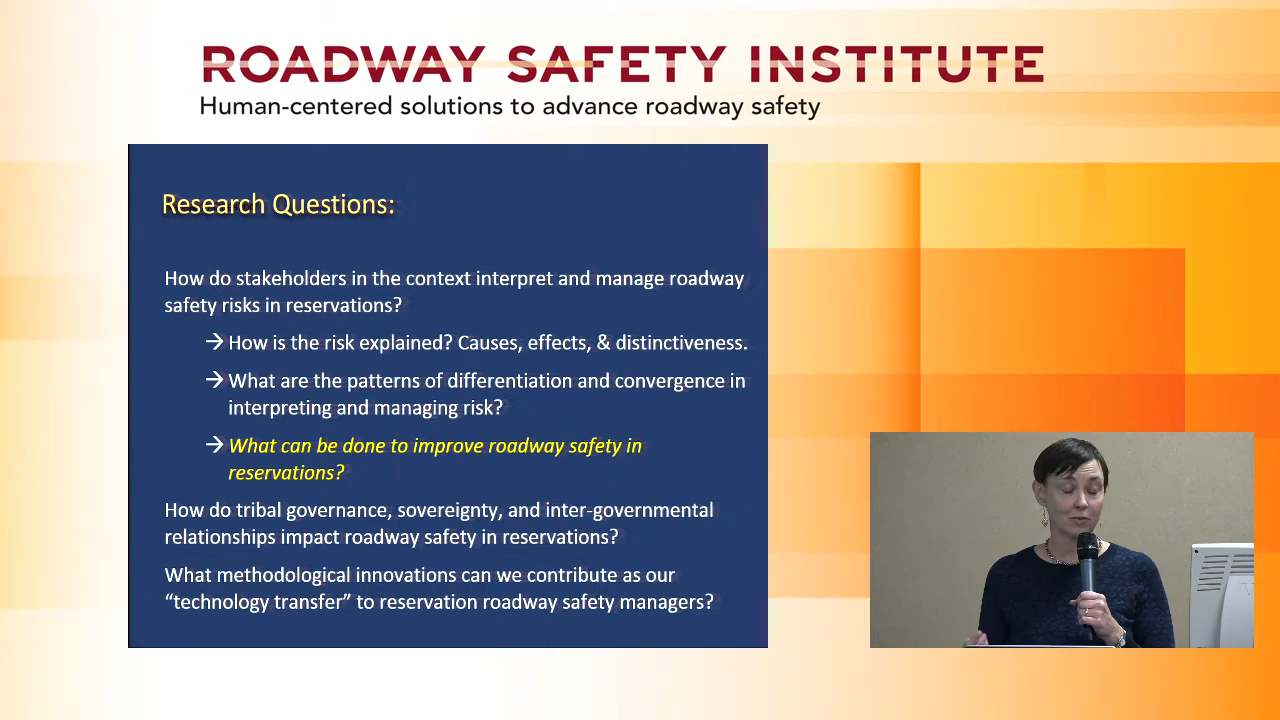 ROADWAY SAFETY INSTITUTE
Human-centered solutions to advance roadway safety
Research Questions:
How do stakeholders in the context interpret and manage roadway
safety risks in reservations?
→ How is the risk explained? Causes, effects, & distinctiveness.
→ What are the patterns of differentiation and convergence in
interpreting and managing risk?
→ What can be done to improve roadway safety in
reservations?
How do tribal governance, sovereignty, and inter-governmental
relationships impact roadway safety in reservations?
What methodological innovations can we contribute as our
“technology transfer” to reservation roadway safety managers?